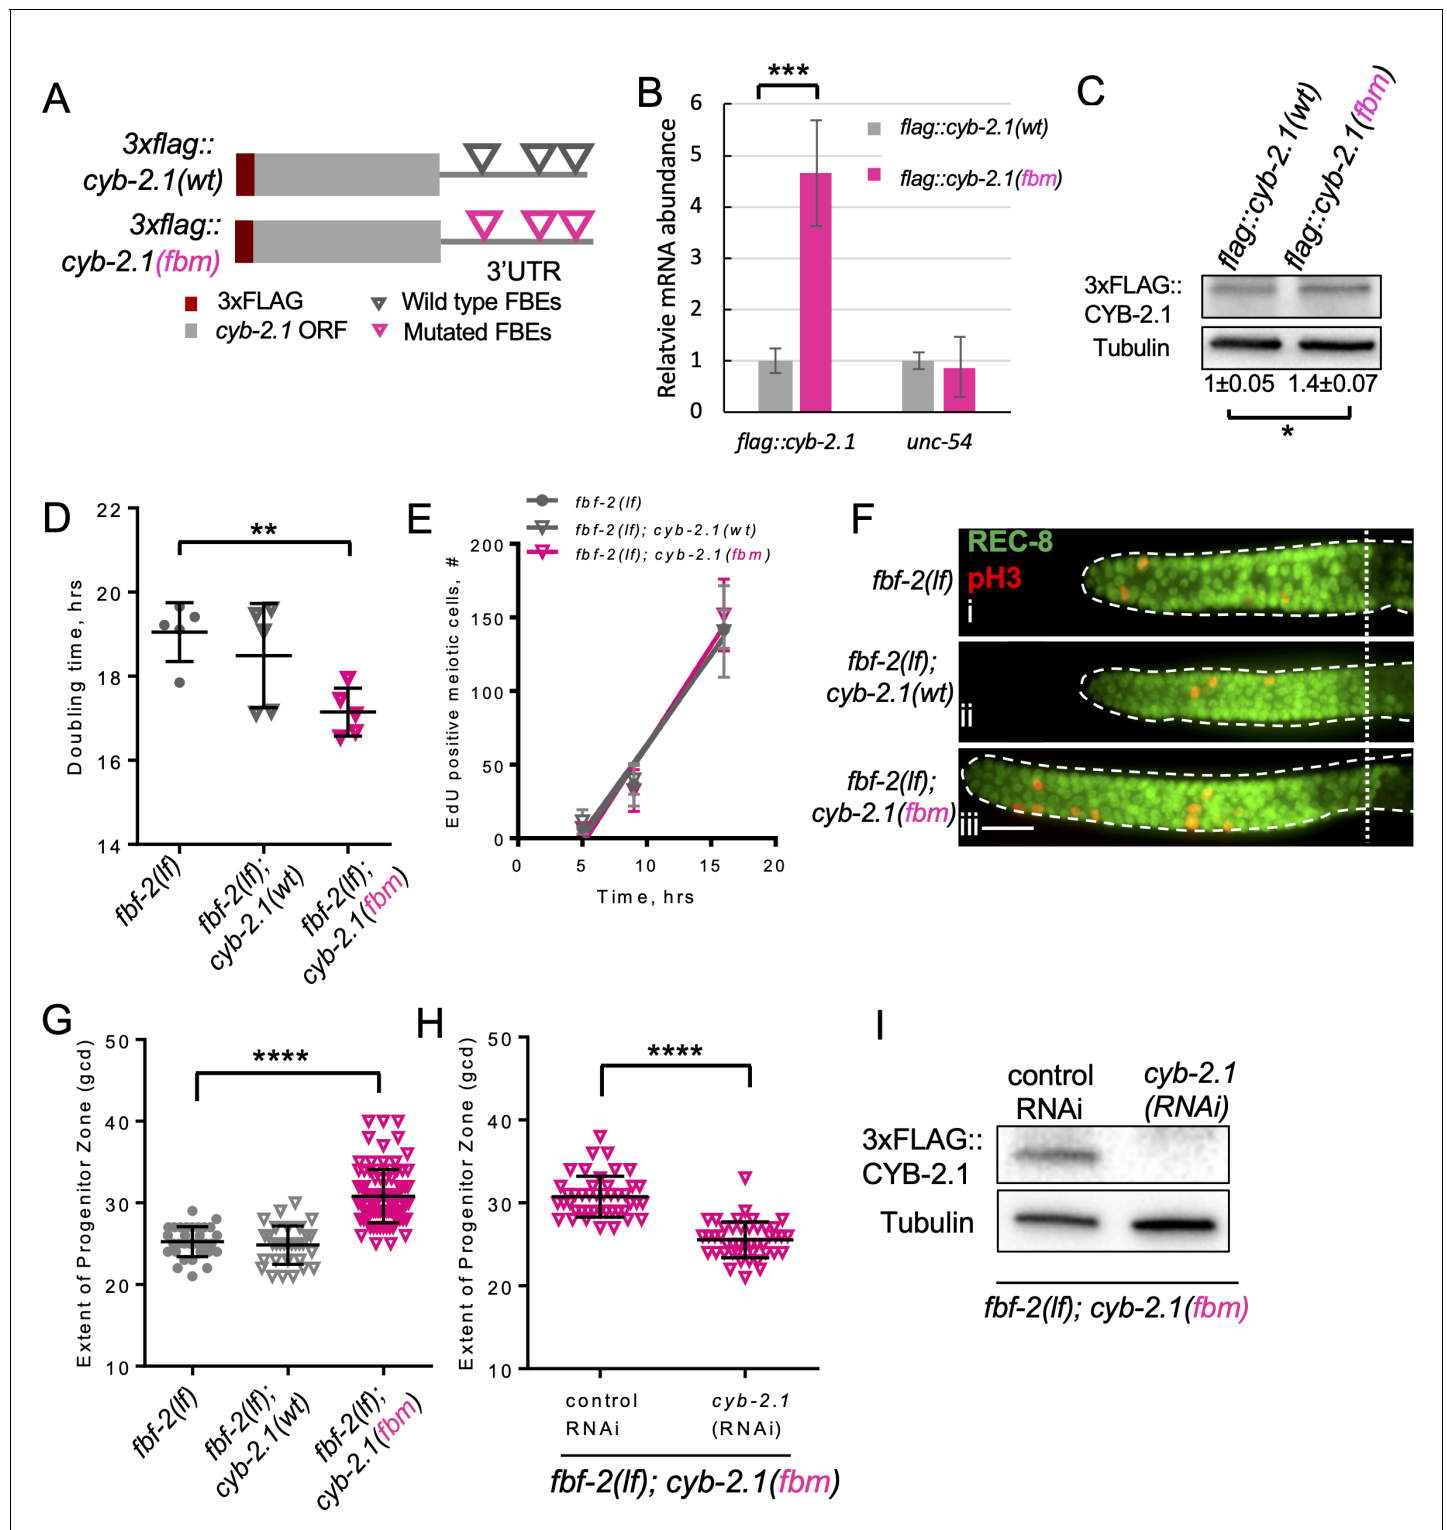 A
3xflag::
cyb-2.1(wt)
3xflag::
cyb-2.1(fbm)
3'UTR
3xFLAG
Wild type FBEs
cyb-2.1 ORF
Mutated FBEs
B
***
Relatvie mRNA abundance
6
5
4
3
2
1
0
flag::cyb-2.1(wt)
flag::cyb-2.1(fbm)
flag::cyb-2.1
unc-54
C
flag::cyb-2.1(wt)
flag::cyb-2.1(fbm)
3xFLAG::
CYB-2.1
Tubulin
1±0.05
1.4±0.07
*
D
Doubling time, hrs
22
20
18
16
14
**
fbf-2(lf)
fbf-2(lf);
cyb-2.1(wt)
fbf-2(lf);
cyb-2.1(fbm)
E
fbf-2(lf)
fbf-2(lf); cyb-2.1(wt)
fbf-2(lf); cyb-2.1(fbm)
EdU positive meiotic cells, #
200
150
100
50
0
0
5
10
15
20
Time, hrs
F
REC-8
pH3
fbf-2(lf)
i
fbf-2(lf);
cyb-2.1(wt)
ii
fbf-2(lf);
cyb-2.1(fbm)
iii
G
Extent of Progenitor Zone (gcd)
50
40
30
20
10
****
fbf-2(lf)
fbf-2(lf);
cyb-2.1(wt)
fbf-2(lf);
cyb-2.1(fbm)
H
Extent of Progenitor Zone (gcd)
50
40
30
20
10
****
control
RNAi
cyb-2.1
(RNAi)
fbf-2(lf); cyb-2.1(fbm)
I
control
RNAi
cyb-2.1
(RNAi)
3xFLAG::
CYB-2.1
Tubulin
fbf-2(lf); cyb-2.1(fbm)